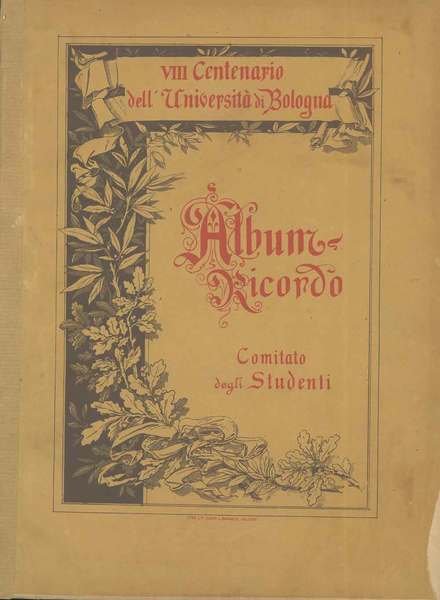 VIII Centenario
dell'Università di Bologna
Album-
Ricordo
Comitato
degli Studenti